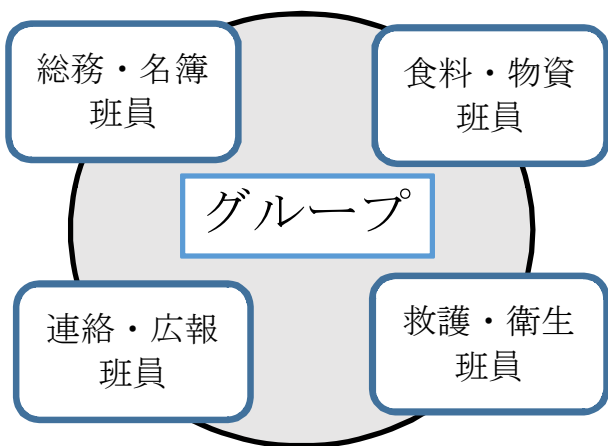 総務・名簿
班員
食料・物資
班員
グループ
連絡・広報
班員
救護・衛生
班員